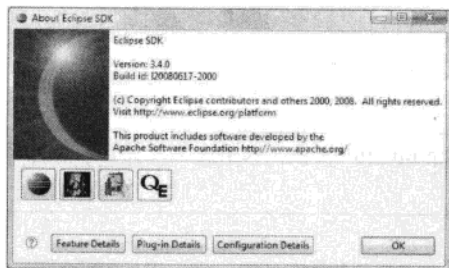 About Eclipse SDK
Eclipse SDK
Version: 3.4.0
Build id: I20080617-2000
(c) Copyright Eclipse contributors and others 2000, 2008.  All rights reserved.
Visit http://www.eclipse.org/platform
This product includes software developed by the
Apache Software Foundation http://www.apache.org/
QE
?
Feature Details
Plug-in Details
Configuration Details
OK